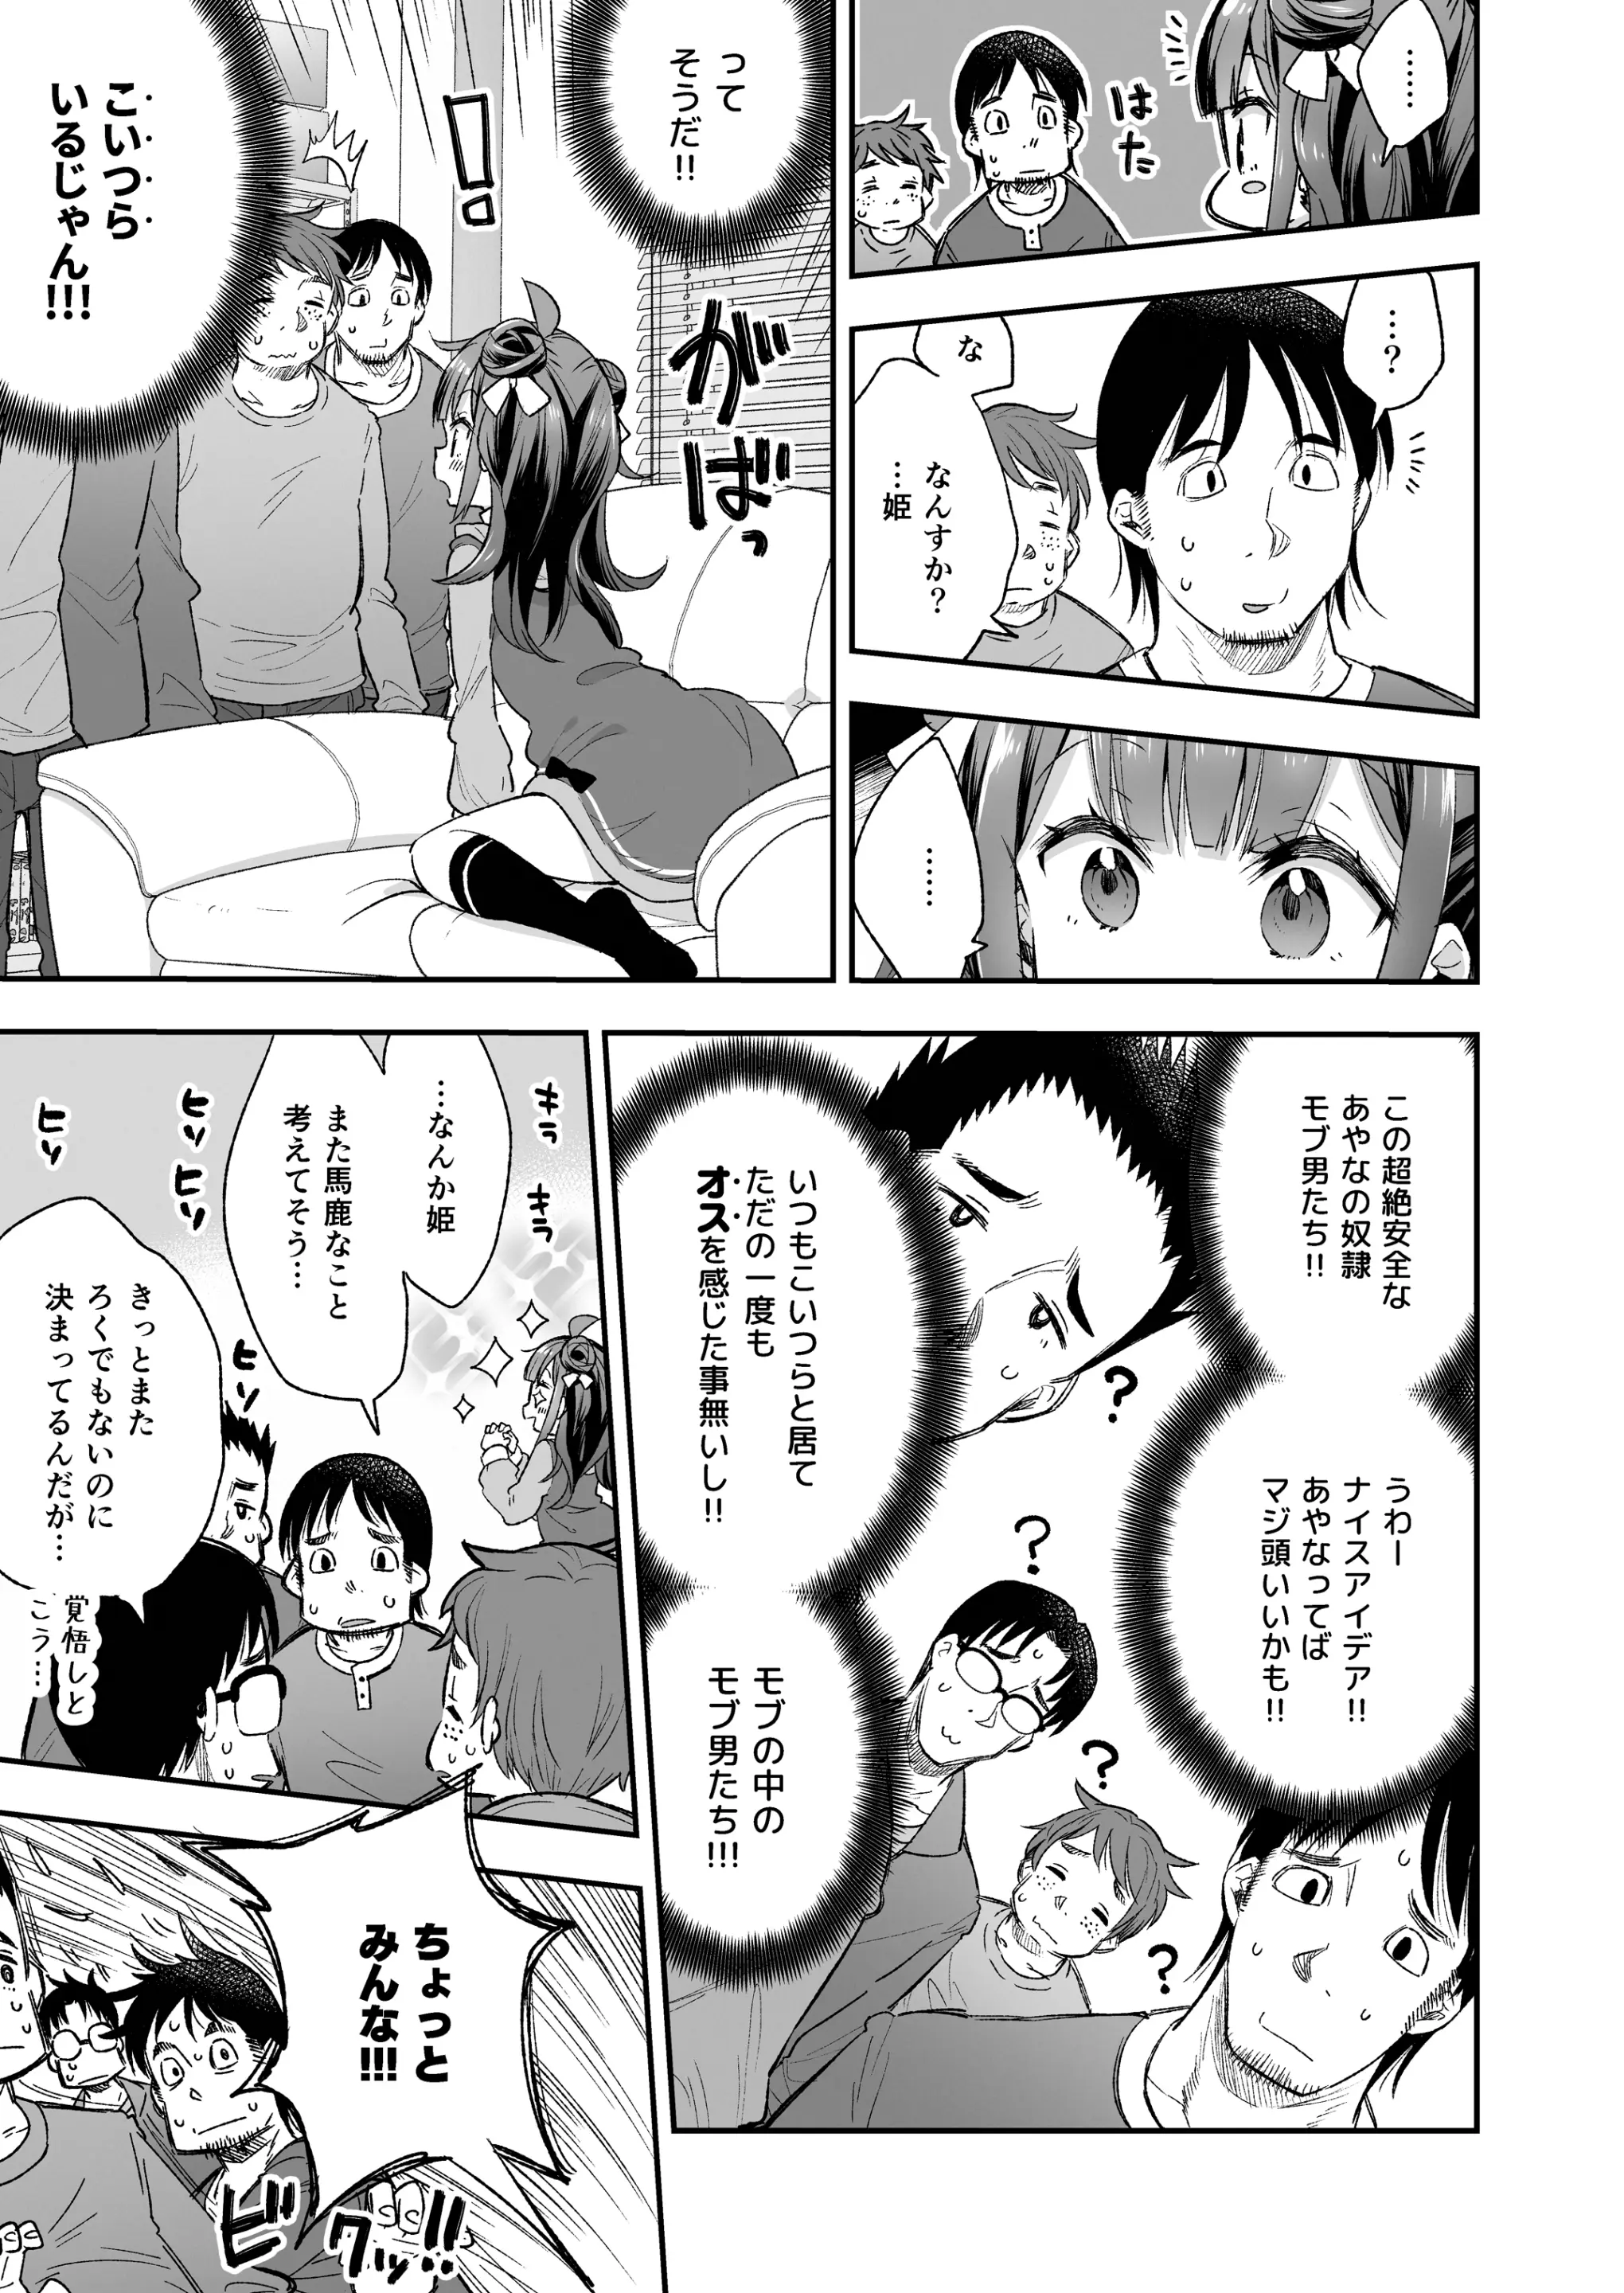 ……
はた
…？
な
なんすか？
…姫
……
って
そうだ!!
がばっ
こいつら
いるじゃん!!!
この超絶安全な
あやなの奴隷
モブ男たち!!
うわー
ナイスアイデア!!
あやなってば
マジ頭いいかも!!
いつもこいつらと居て
ただの一度も
オスを感じた事無いし!!
モブの中の
モブ男たち!!!
?
?
?
?
キラ
キラ
…なんか姫
また馬鹿なこと
考えてそう…
ヒソ
ヒソ
ヒソ
ヒソ
きっとまた
ろくでもないのに
決まってるんだが…
覚悟しと
こう…
ちょっと
みんな!!!
ビクッ!!